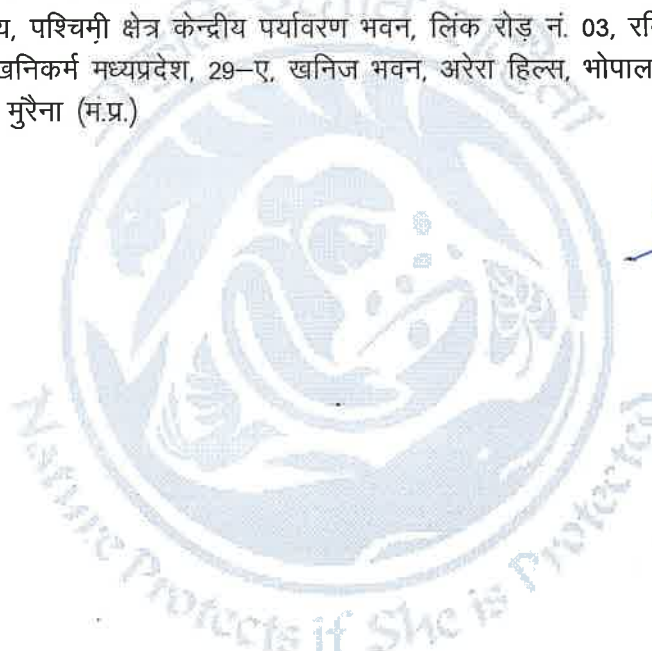 य, पश्चिमी क्षेत्र केन्द्रीय पर्यावरण भवन, लिंक रोड़ नं. 03,
खनिकर्म मध्यप्रदेश, 29–ए, खनिज भवन, अरेरा हिल्स, भोपाल
मुरैना (मं.प्र.)
Nature Protects if She is Protected